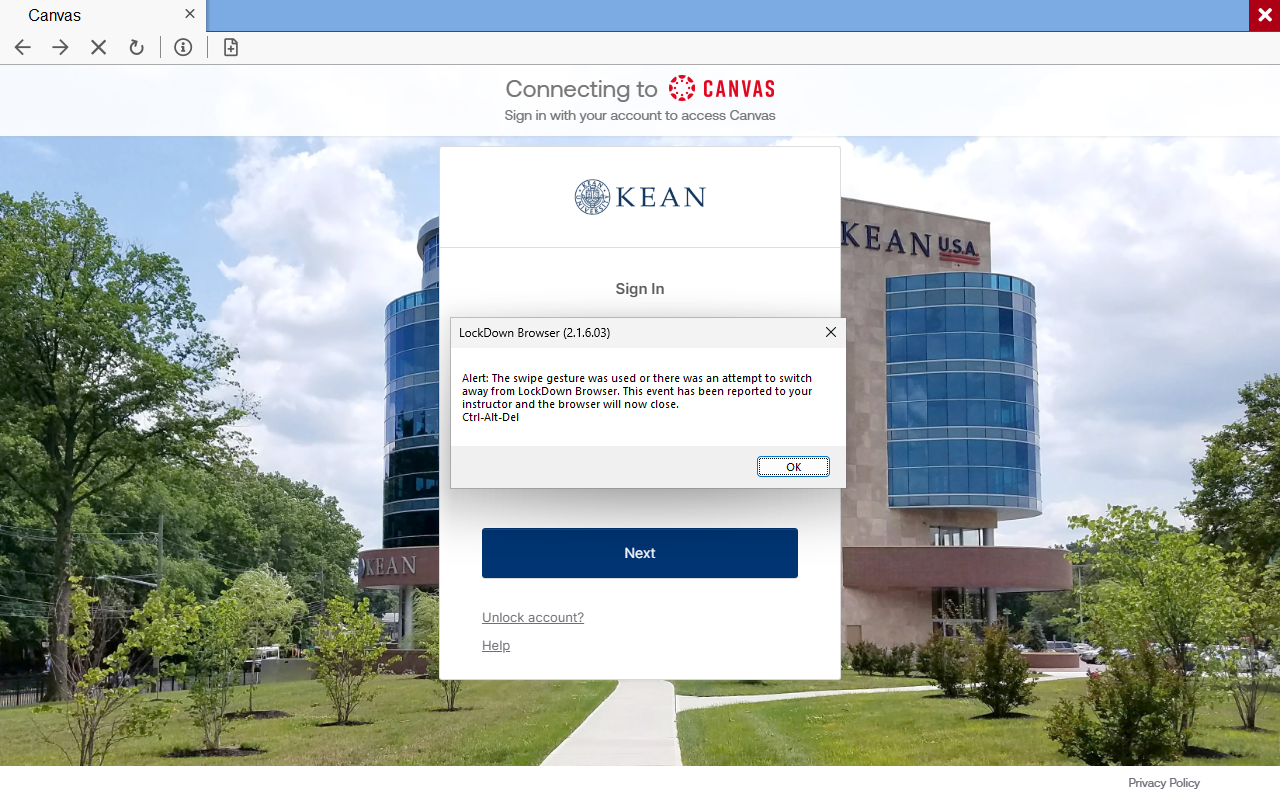 Canvas
Connecting to CANVAS
Sign in with your account to access Canvas
KEAN
KEAN U.S.A.
Sign In
LockDown Browser (2.1.6.03)
Alert: The swipe gesture was used or there was an attempt to switch
away from LockDown Browser. This event has been reported to your
instructor and the browser will now close.
Ctrl-Alt-Del
OK
Next
KEAN
Unlock account?
Help
Privacy Policy